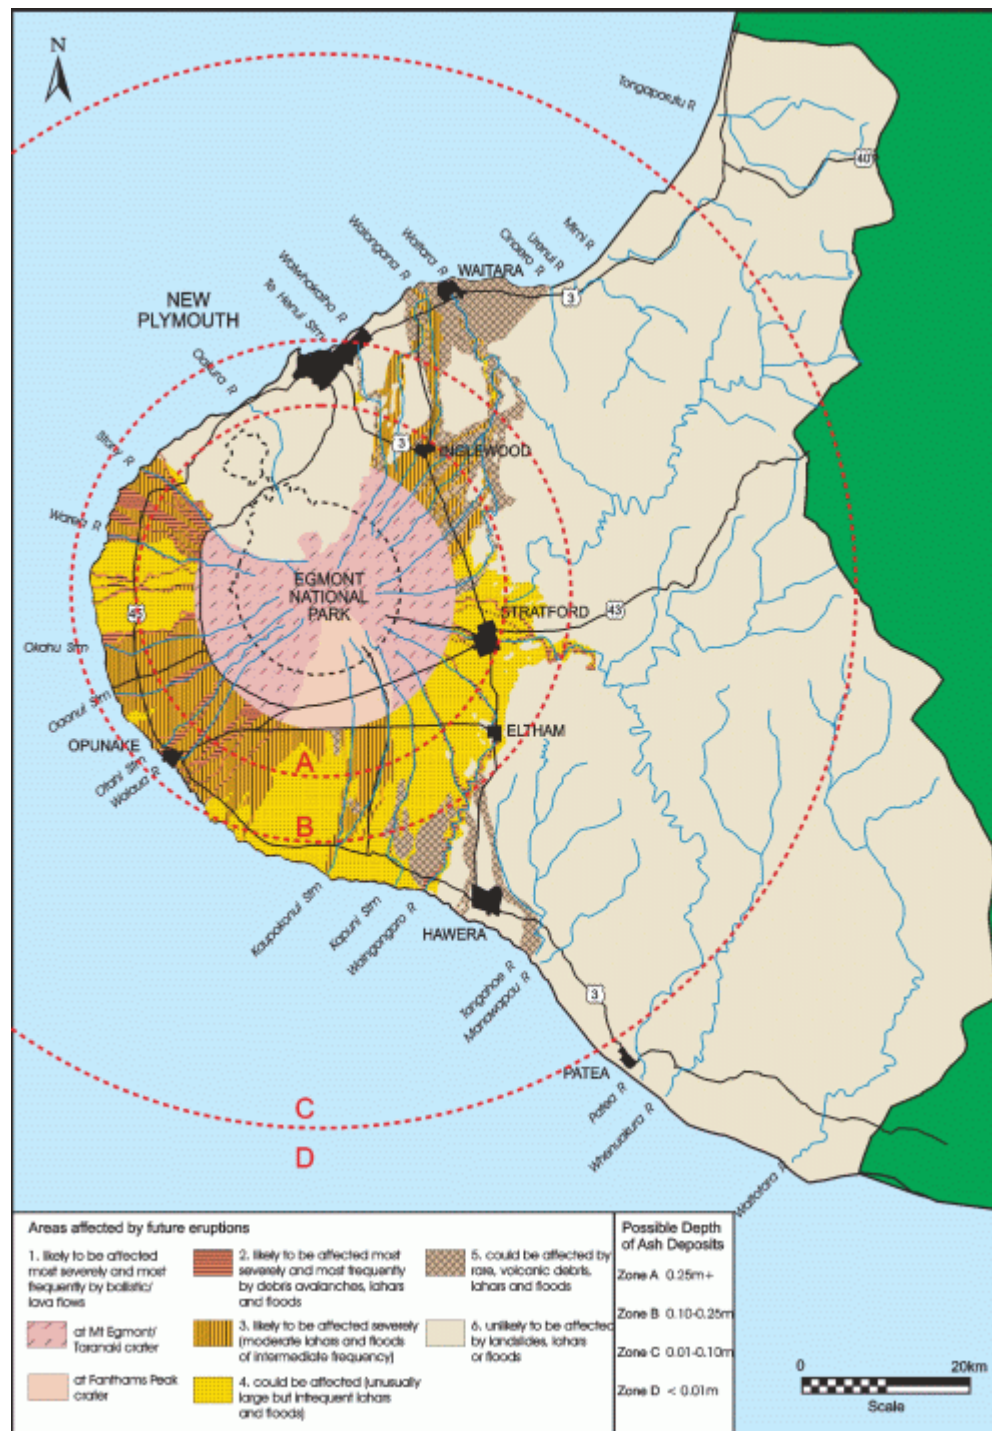 N
Tongaporutu R
40
Mimi R
Urenui R
Onaero R
Waitara R
Waiongana R
WAITARA
3
NEW
PLYMOUTH
Waiwhakaiho R
Te Henui Strm
Oakura R
3
INGLEWOOD
Stony R
Warea R
EGMONT
NATIONAL
PARK
45
STRATFORD
43
Okahu Stm
Oaonui Stm
OPUNAKE
ELTHAM
Otahi Stm
Waiaua R
A
B
Kaupokonui Stm
Kapuni Stm
Waingongoro R
HAWERA
Tangahoe R
Manawapou R
3
PATEA
Patea R
Whenuakura R
Waitotara R
C
D
Areas affected by future eruptions
1. likely to be affected
most severely and most
frequently by ballistic/
lava flows
at Mt Egmont/
Taranaki crater
at Fanthams Peak
crater
2. likely to be affected most
severely and most frequently
by debris avalanches, lahars
and floods
3. likely to be affected severely
(moderate lahars and floods
of intermediate frequency)
4. could be affected (unusually
large but infrequent lahars
and floods)
5. could be affected by
rare, volcanic debris,
lahars and floods
6. unlikely to be affected
by landslides, lahars
or floods
Possible Depth
of Ash Deposits
Zone A 0.25m+
Zone B 0.10-0.25m
Zone C 0.01-0.10m
Zone D < 0.01m
0 20km
Scale